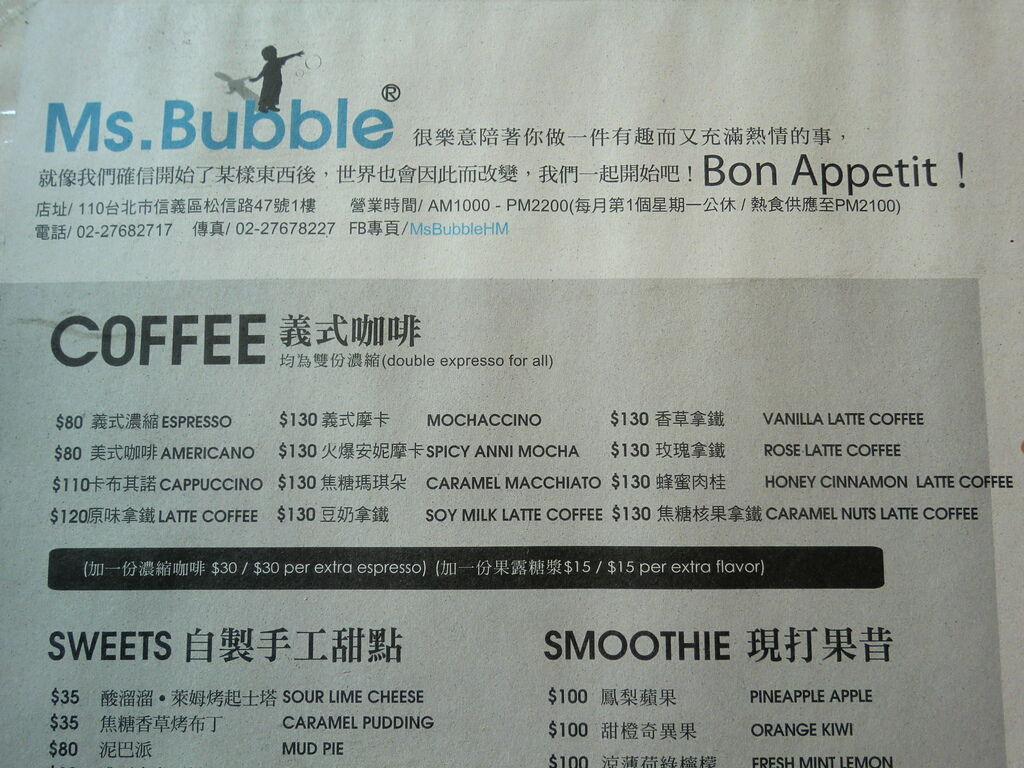 Ms.Bubble®
很樂意陪著你做一件有趣而又充滿熱情的事，
就像我們確信開始了某樣東西後，世界也會因此而改變，我們一起開始吧！Bon Appetit！
店址/ 110台北市信義區松信路47號1樓 營業時間/ AM1000 - PM2200(每月第1個星期一公休 / 熱食供應至PM2100)
電話/ 02-27682717 傳真/ 02-27678227 FB專頁/MsBubbleHM
COFFEE 義式咖啡
均為雙份濃縮(double expresso for all)
$80 義式濃縮 ESPRESSO $130 義式摩卡 MOCHACCINO $130 香草拿鐵 VANILLA LATTE COFFEE
$80 美式咖啡 AMERICANO $130 火爆安妮摩卡 SPICY ANNI MOCHA $130 玫瑰拿鐵 ROSE LATTE COFFEE
$110 卡布其諾 CAPPUCCINO $130 焦糖瑪琪朵 CARAMEL MACCHIATO $130 蜂蜜肉桂 HONEY CINNAMON LATTE COFFEE
$120 原味拿鐵 LATTE COFFEE $130 豆奶拿鐵 SOY MILK LATTE COFFEE $130 焦糖核果拿鐵 CARAMEL NUTS LATTE COFFEE
(加一份濃縮咖啡 $30 / $30 per extra espresso) (加一份果露糖漿$15 / $15 per extra flavor)
SWEETS 自製手工甜點
$35 酸溜溜・萊姆烤起士塔 SOUR LIME CHEESE
$35 焦糖香草烤布丁 CARAMEL PUDDING
$80 泥巴派 MUD PIE
SMOOTHIE 現打果昔
$100 鳳梨蘋果 PINEAPPLE APPLE
$100 甜橙奇異果 ORANGE KIWI
$100 涼薄荷綠檸檬 FRESH MINT LEMON